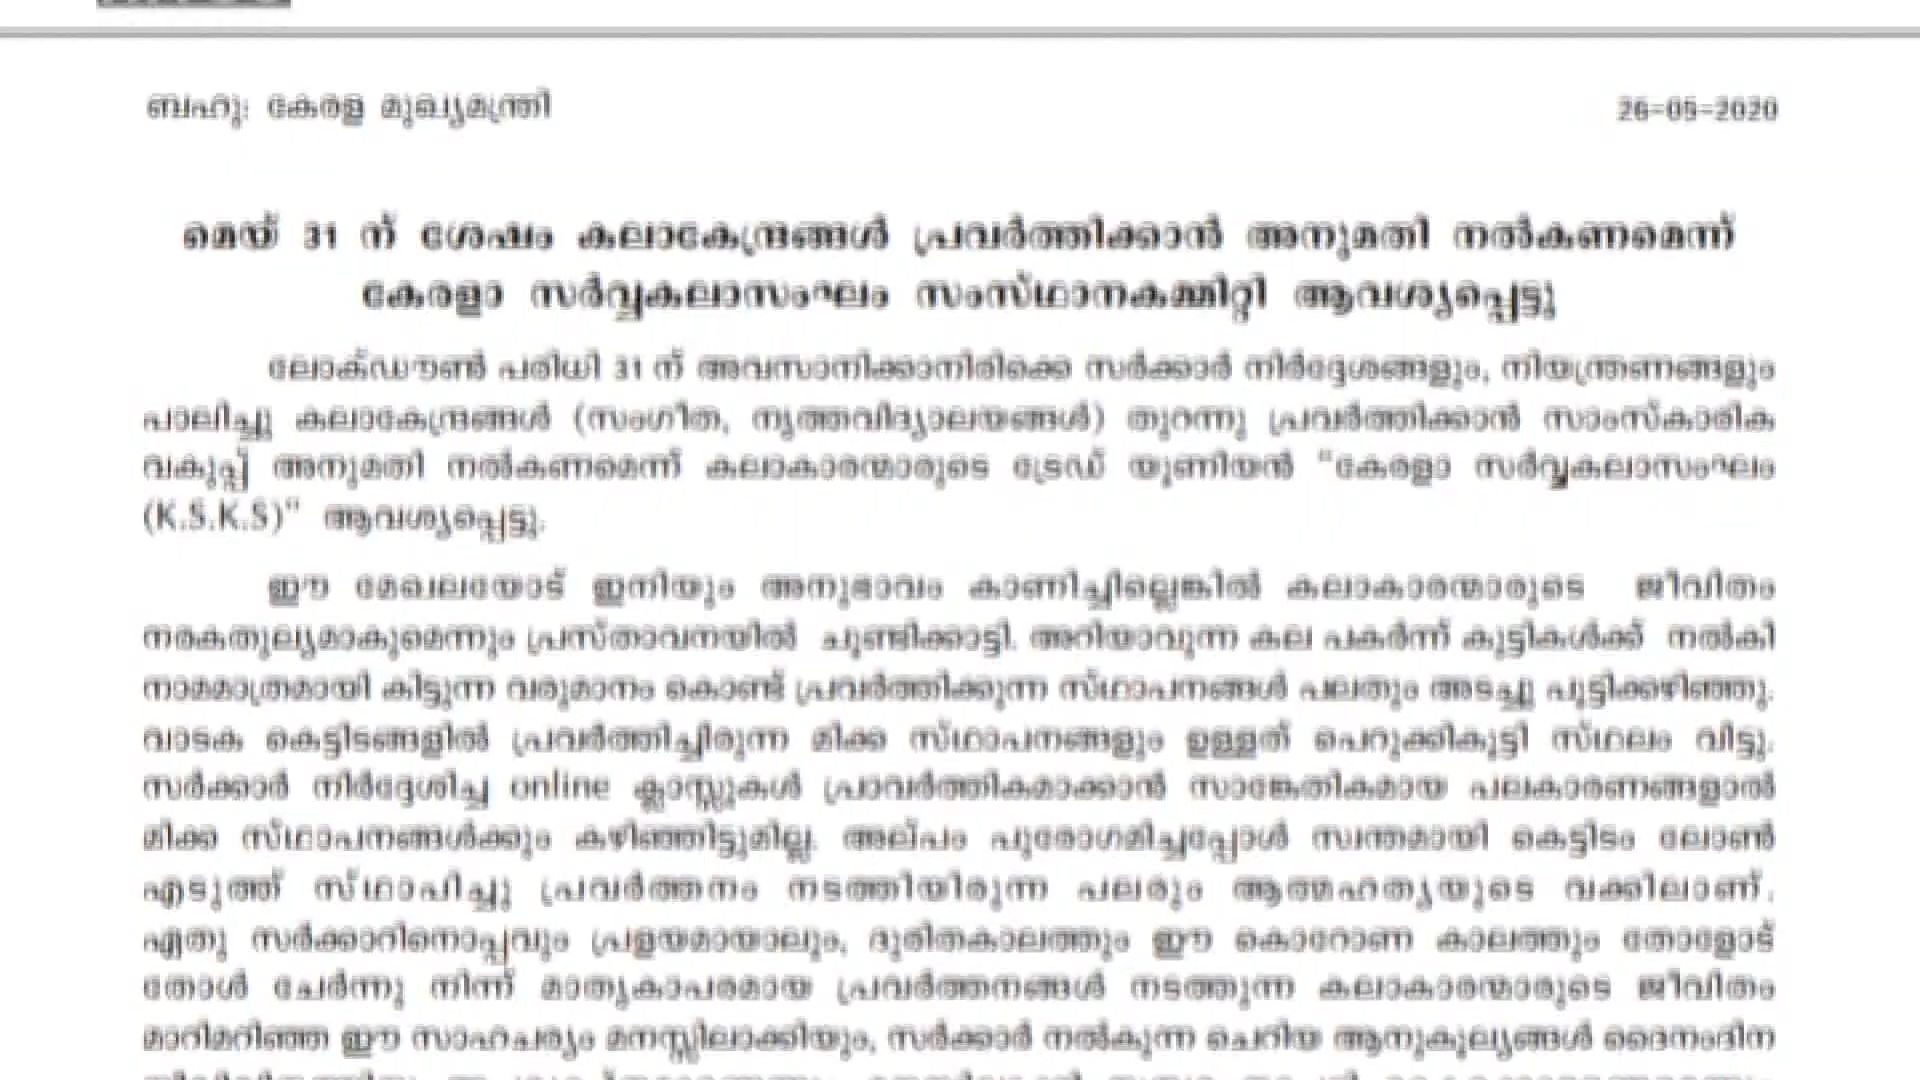 ബഹു: കേരള മുഖ്യമന്ത്രി 26-05-2020
മെയ് 31 ന് ശേഷം കലാകേന്ദ്രങ്ങൾ പ്രവർത്തിക്കാൻ അനുമതി നൽകണമെന്ന്
കേരളാ സർവ്വകലാസംഘം സംസ്ഥാനകമ്മിറ്റി ആവശ്യപ്പെട്ടു
ലോക്ഡൗൺ പരിധി 31 ന് അവസാനിക്കാനിരിക്കെ സർക്കാർ നിർദ്ദേശങ്ങളും, നിയന്ത്രണങ്ങളും
പാലിച്ചു കലാകേന്ദ്രങ്ങൾ (സംഗീത, നൃത്തവിദ്യാലയങ്ങൾ) തുറന്നു പ്രവർത്തിക്കാൻ സാംസ്കാരിക
വകുപ്പ് അനുമതി നൽകണമെന്ന് കലാകാരന്മാരുടെ ട്രേഡ് യൂണിയൻ "കേരളാ സർവ്വകലാസംഘം
(K.S.K.S)" ആവശ്യപ്പെട്ടു.
ഈ മേഖലയോട് ഇനിയും അനുഭാവം കാണിച്ചില്ലെങ്കിൽ കലാകാരന്മാരുടെ ജീവിതം
നരകതുല്യമാകുമെന്നും പ്രസ്താവനയിൽ ചൂണ്ടിക്കാട്ടി. അറിയാവുന്ന കല പകർന്ന് കുട്ടികൾക്ക് നൽകി
നാമമാത്രമായി കിട്ടുന്ന വരുമാനം കൊണ്ട് പ്രവർത്തിക്കുന്ന സ്ഥാപനങ്ങൾ പലതും അടച്ചു പൂട്ടിക്കഴിഞ്ഞു.
വാടക കെട്ടിടങ്ങളിൽ പ്രവർത്തിച്ചിരുന്ന മിക്ക സ്ഥാപനങ്ങളും ഉള്ളത് പെറുക്കികൂട്ടി സ്ഥലം വിട്ടു.
സർക്കാർ നിർദ്ദേശിച്ച online ക്ലാസ്സുകൾ പ്രാവർത്തികമാക്കാൻ സാങ്കേതികമായ പലകാരണങ്ങളാൽ
മിക്ക സ്ഥാപനങ്ങൾക്കും കഴിഞ്ഞിട്ടുമില്ല. അല്പം പുരോഗമിച്ചപ്പോൾ സ്വന്തമായി കെട്ടിടം ലോൺ
എടുത്ത് സ്ഥാപിച്ചു പ്രവർത്തനം നടത്തിയിരുന്ന പലരും ആത്മഹത്യയുടെ വക്കിലാണ്.
ഏതു സർക്കാറിനൊപ്പവും പ്രളയമായാലും, ദുരിതകാലത്തും ഈ കൊറോണ കാലത്തും തോളോട്
തോൾ ചേർന്നു നിന്ന് മാതൃകാപരമായ പ്രവർത്തനങ്ങൾ നടത്തുന്ന കലാകാരന്മാരുടെ ജീവിതം
മാറിമറിഞ്ഞ ഈ സാഹചര്യം മനസ്സിലാക്കിയും, സർക്കാർ നൽകുന്ന ചെറിയ ആനുകൂല്യങ്ങൾ ദൈനംദിന